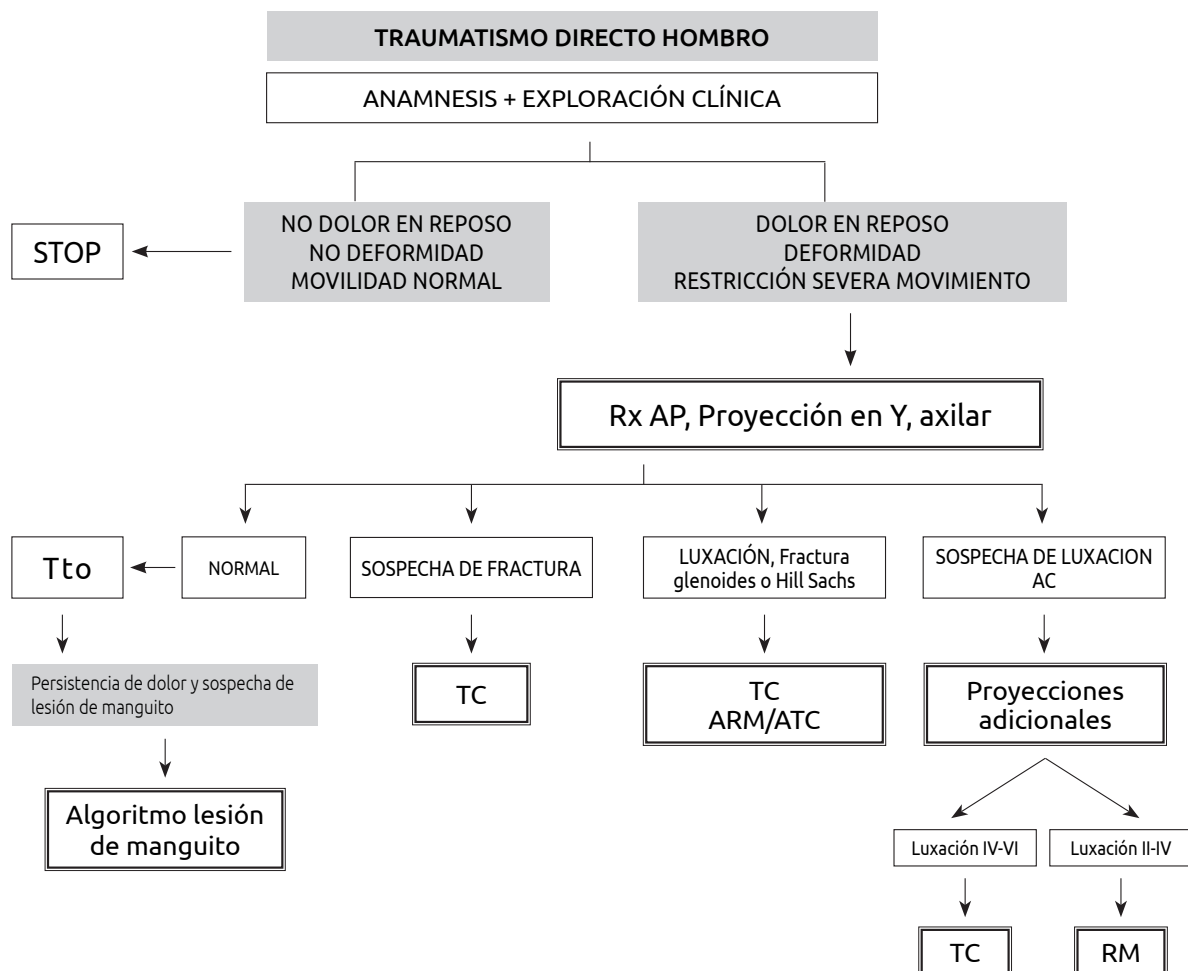 TRAUMATISMO DIRECTO HOMBRO
ANAMNESIS + EXPLORACIÓN CLÍNICA
STOP
NO DOLOR EN REPOSO
NO DEFORMIDAD
MOVILIDAD NORMAL
DOLOR EN REPOSO
DEFORMIDAD
RESTRICCIÓN SEVERA MOVIMIENTO
Rx AP, Proyección en Y, axilar
Tto
NORMAL
SOSPECHA DE FRACTURA
LUXACIÓN, Fractura
glenoides o Hill Sachs
SOSPECHA DE LUXACION
AC
Persistencia de dolor y sospecha de
lesión de manguito
TC
TC
ARM/ATC
Proyecciones
adicionales
Algoritmo lesión
de manguito
Luxación IV-VI
Luxación II-IV
TC
RM